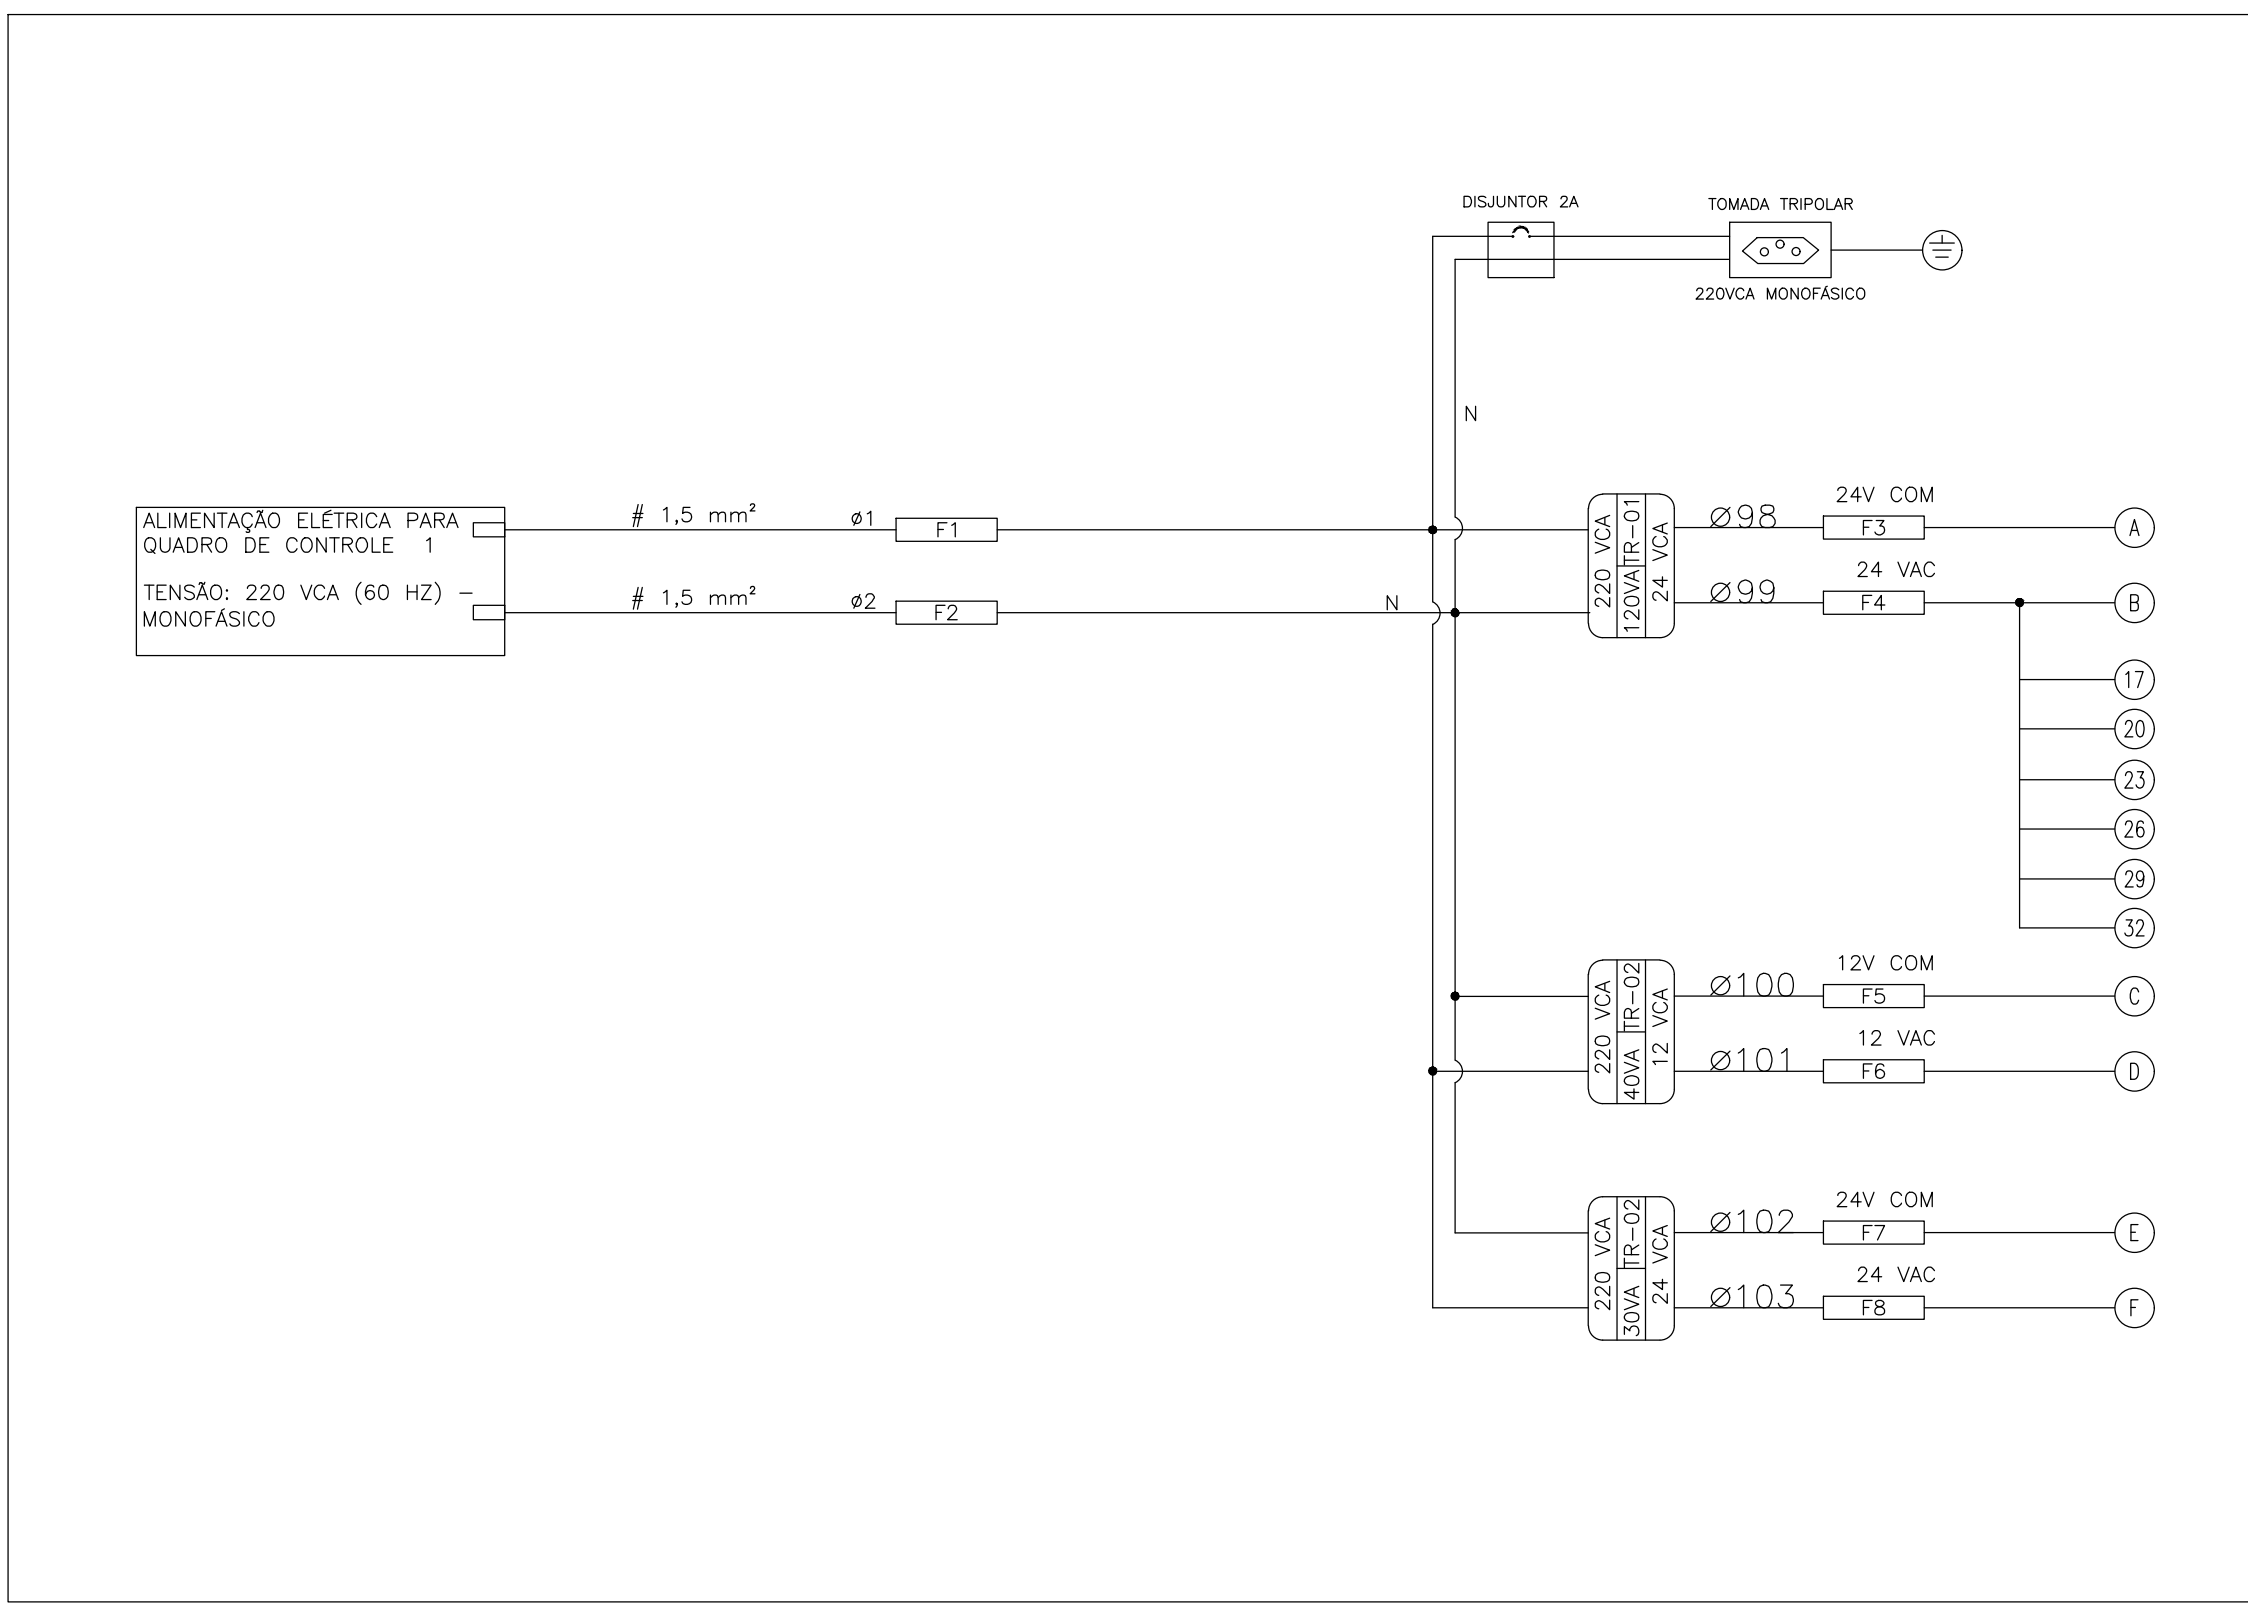 DISJUNTOR 2A
TOMADA TRIPOLAR
220VCA MONOFÁSICO
N
ALIMENTAÇÃO ELÉTRICA PARA
QUADRO DE CONTROLE 1
TENSÃO: 220 VCA (60 HZ) –
MONOFÁSICO
# 1,5 mm²
ø1
F1
# 1,5 mm²
ø2
F2
N
220 VCA
TR-01
120VA
24 VCA
Ø98
24V COM
F3
A
Ø99
24 VAC
F4
B
17
20
23
26
29
32
220 VCA
TR-02
40VA
12 VCA
Ø100
12V COM
F5
C
Ø101
12 VAC
F6
D
220 VCA
TR-02
30VA
24 VCA
Ø102
24V COM
F7
E
Ø103
24 VAC
F8
F